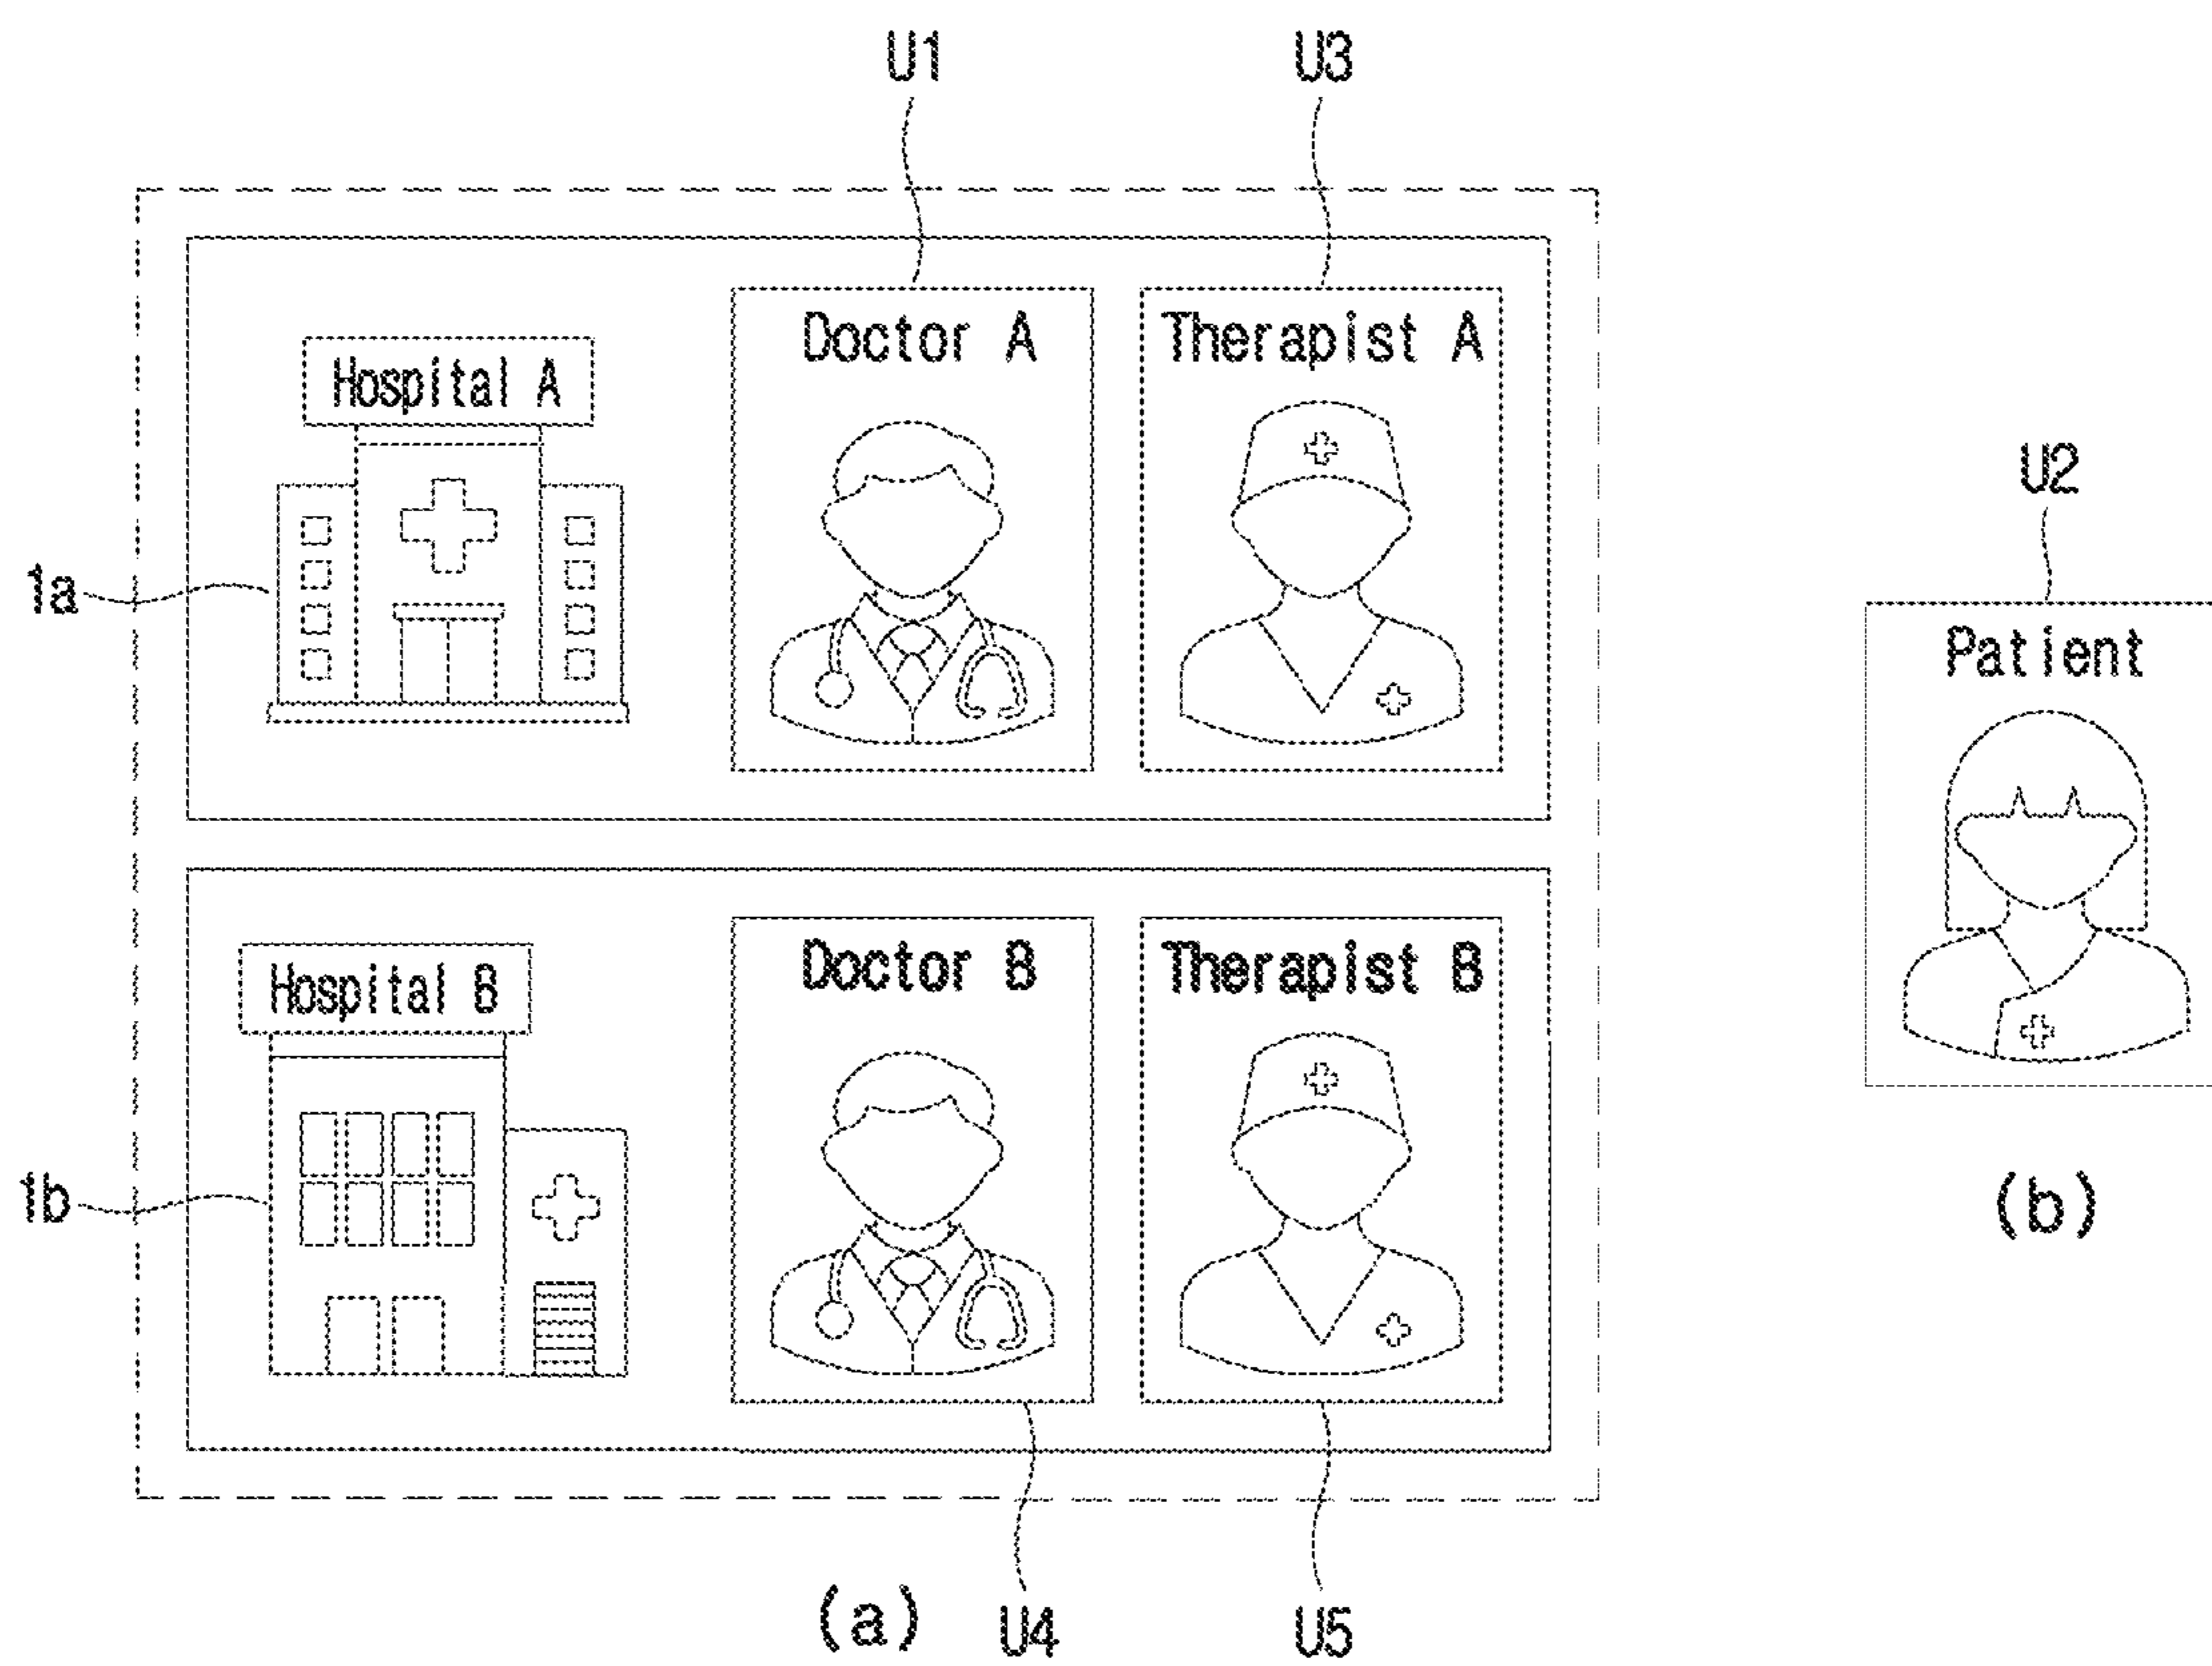 U1
U3
Doctor A
Therapist A
Hospital A
U2
1a
Patient
Doctor B
Therapist B
Hospital B
1b
(b)
(a)
U4
U5